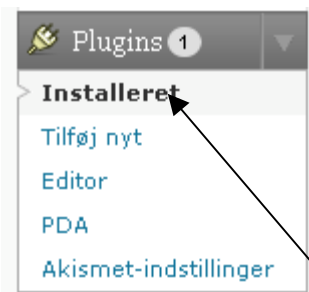 Plugins 1
Installeret
Tilføj nyt
Editor
PDA
Akismet-indstillinger